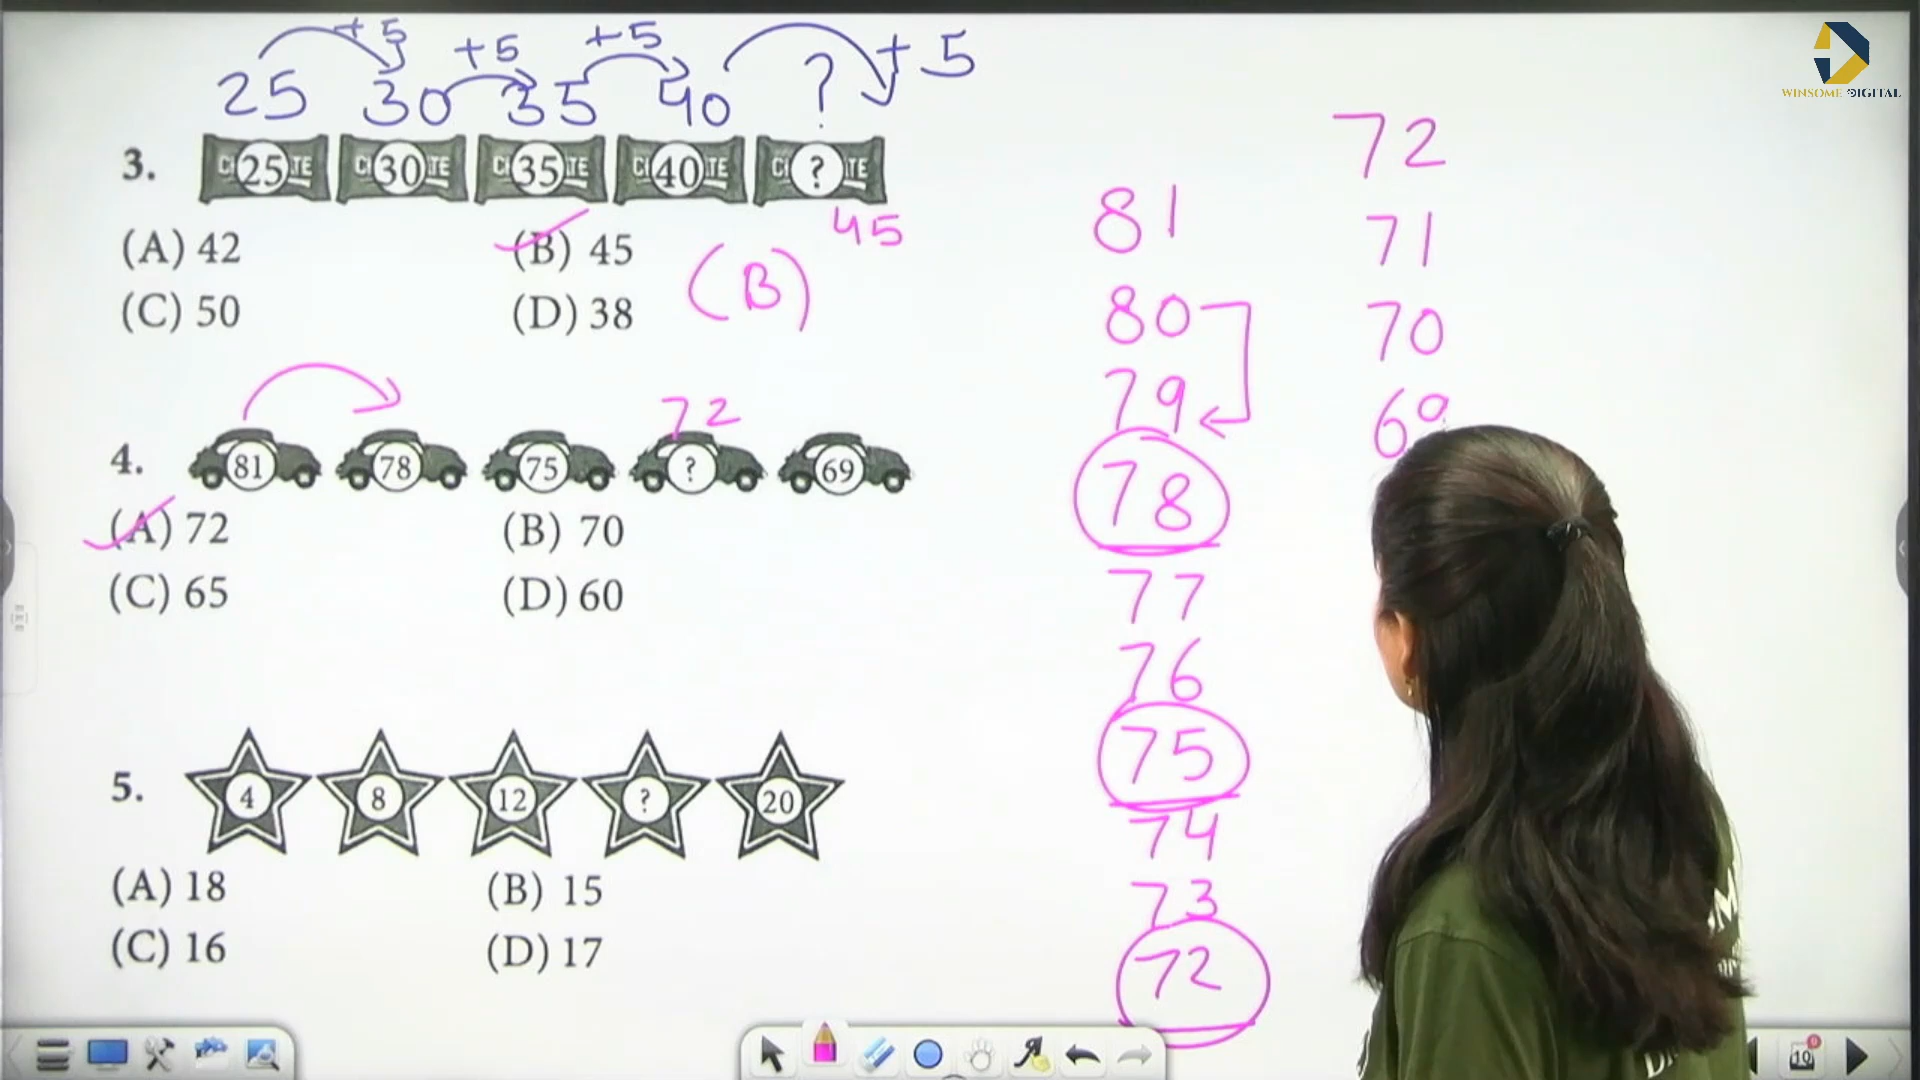 +5 +5 +5 +5
25 30 35 40 ?
3. 25 30 35 40 ?
45
(A) 42 (B) 45
(B)
(C) 50 (D) 38
72
4. 81 78 75 ? 69
(A) 72 (B) 70
(C) 65 (D) 60
5. 4 8 12 ? 20
(A) 18 (B) 15
(C) 16 (D) 17
81
80
79
78
77
76
75
74
73
72
72
71
70
69
WINSOME DIGITAL
10